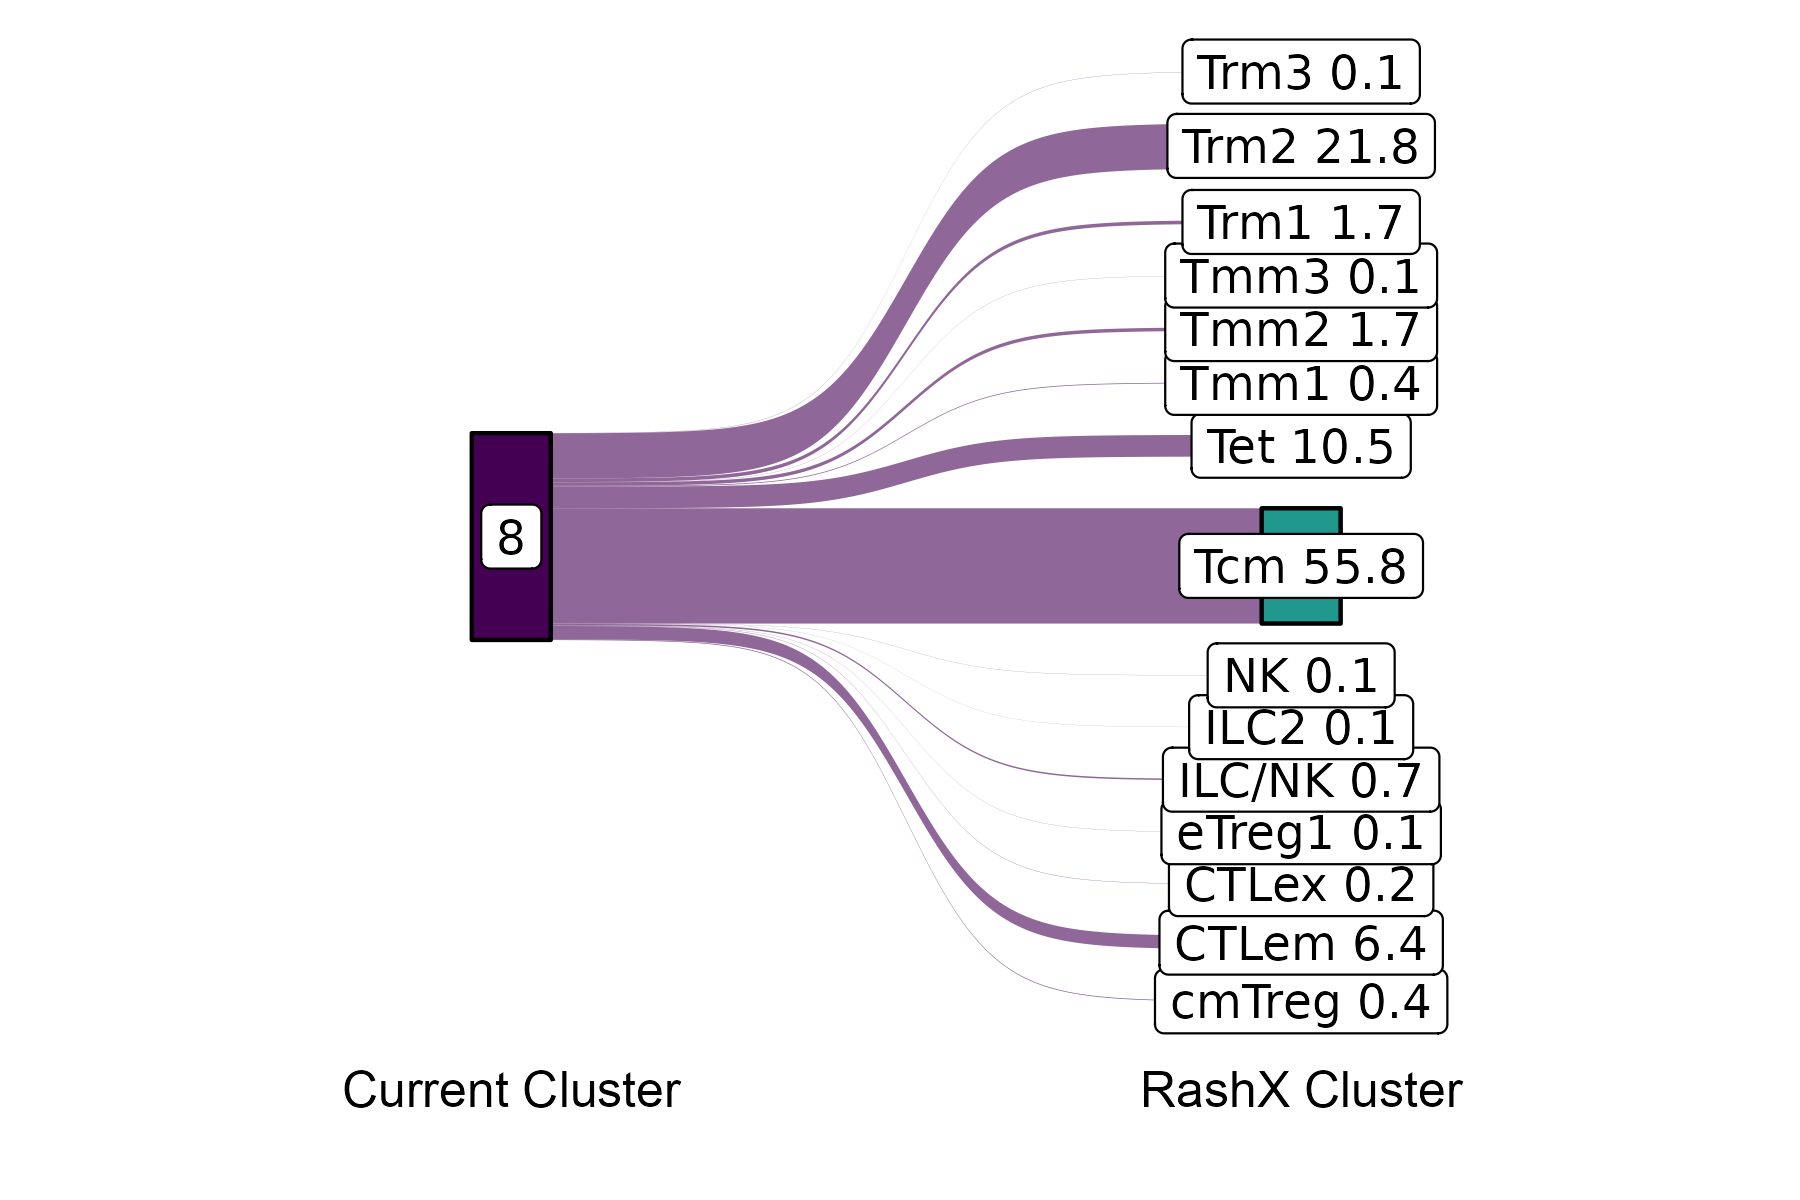 Trm3 0.1
Trm2 21.8
Trm1 1.7
Tmm3 0.1
Tmm2 1.7
Tmm1 0.4
Tet 10.5
8
Tcm 55.8
NK 0.1
ILC2 0.1
ILC/NK 0.7
eTreg1 0.1
CTLex 0.2
CTLem 6.4
cmTreg 0.4
Current Cluster
RashX Cluster